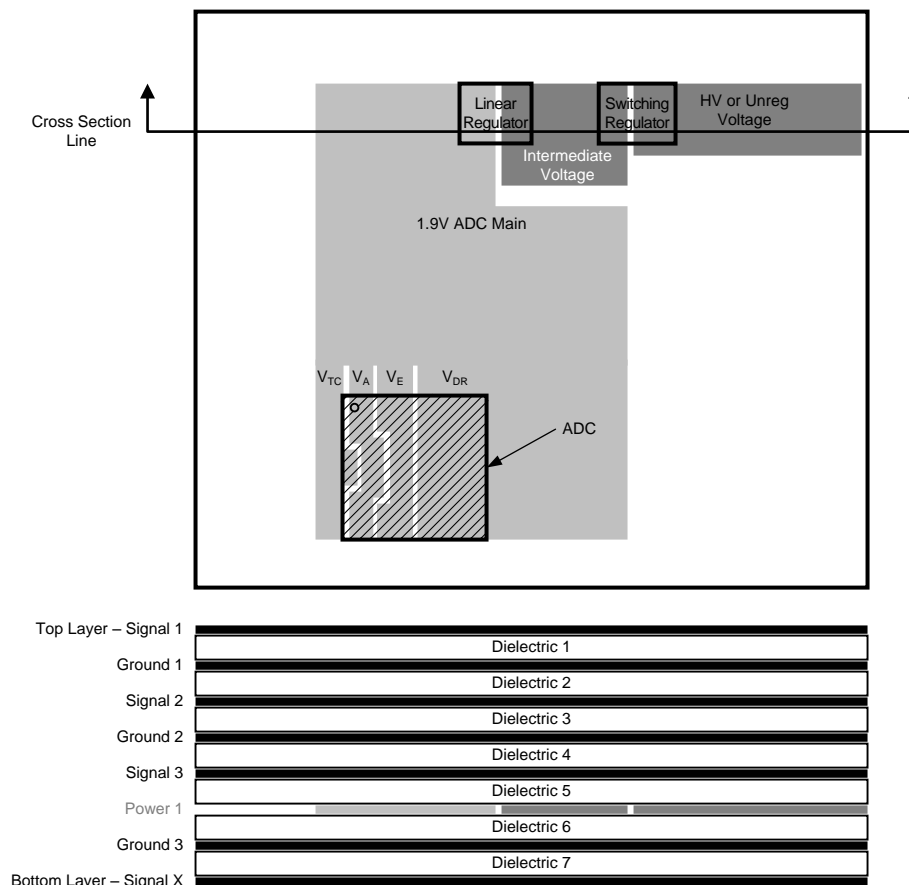 Cross Section
Line
Linear
Regulator
Switching
Regulator
HV or Unreg
Voltage
Intermediate
Voltage
1.9V ADC Main
VTC VA VE VDR
ADC
Top Layer – Signal 1
Dielectric 1
Ground 1
Dielectric 2
Signal 2
Dielectric 3
Ground 2
Dielectric 4
Signal 3
Dielectric 5
Power 1
Dielectric 6
Ground 3
Dielectric 7
Bottom Layer – Signal X